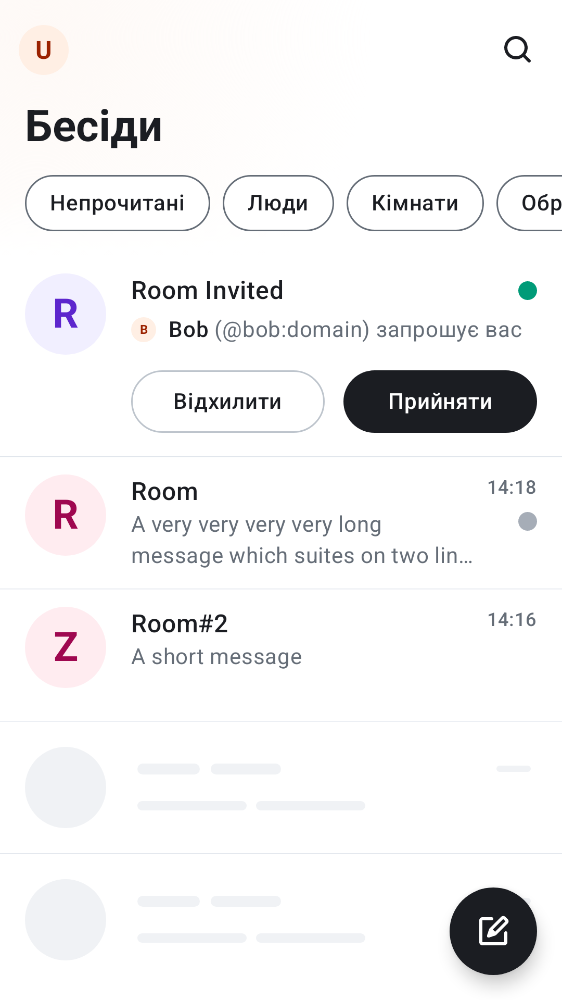 U
Бесіди
Непрочитані Люди Кімнати Обр
R
Room Invited
B Bob (@bob:domain) запрошує вас
Відхилити Прийняти
R
Room 14:18
A very very very very long
message which suites on two lin…
Z
Room#2 14:16
A short message